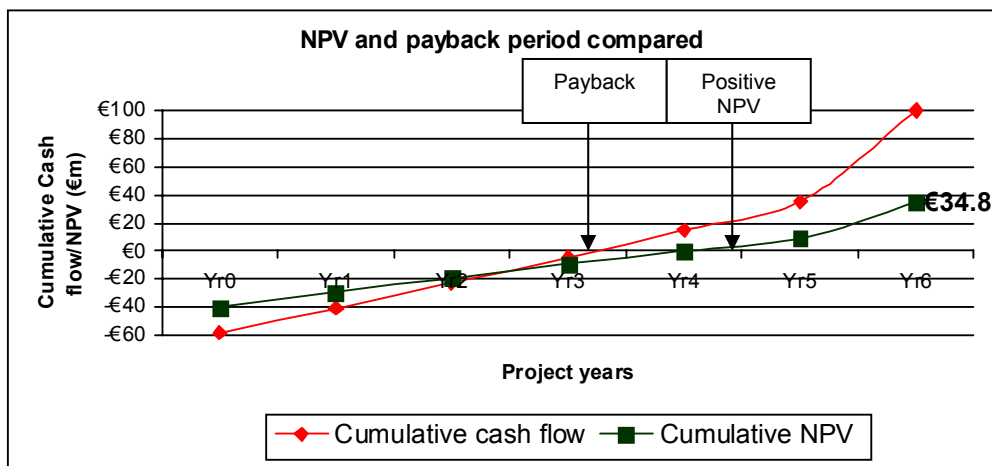 NPV and payback period compared
Payback
Positive
NPV
Cumulative Cash
flow/NPV (€m)
€100
€80
€60
€40
€20
€0
-€20
-€40
-€60
Yr0
Yr1
Yr2
Yr3
Yr4
Yr5
Yr6
€34.8
Project years
Cumulative cash flow
Cumulative NPV